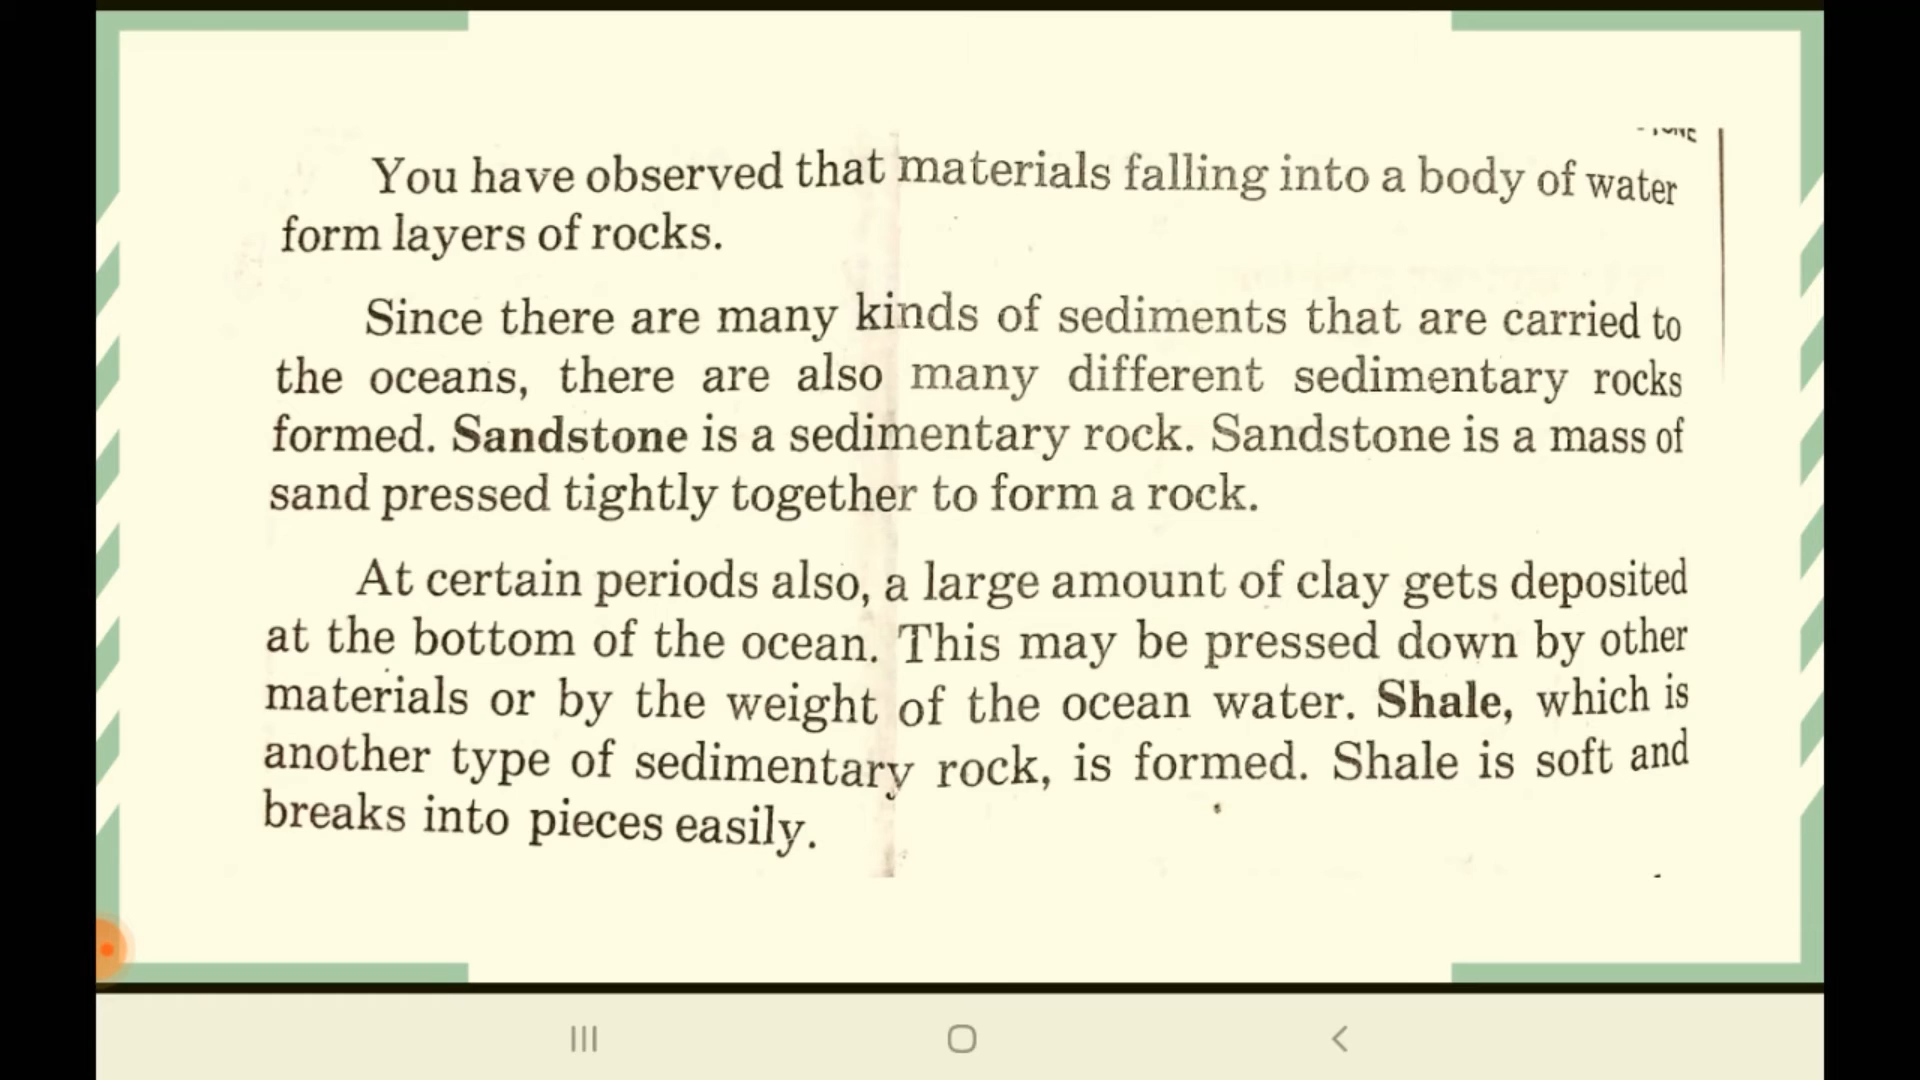 You have observed that materials falling into a body of water
form layers of rocks.
Since there are many kinds of sediments that are carried to
the oceans, there are also many different sedimentary rocks
formed. Sandstone is a sedimentary rock. Sandstone is a mass of
sand pressed tightly together to form a rock.
At certain periods also, a large amount of clay gets deposited
at the bottom of the ocean. This may be pressed down by other
materials or by the weight of the ocean water. Shale, which is
another type of sedimentary rock, is formed. Shale is soft and
breaks into pieces easily.